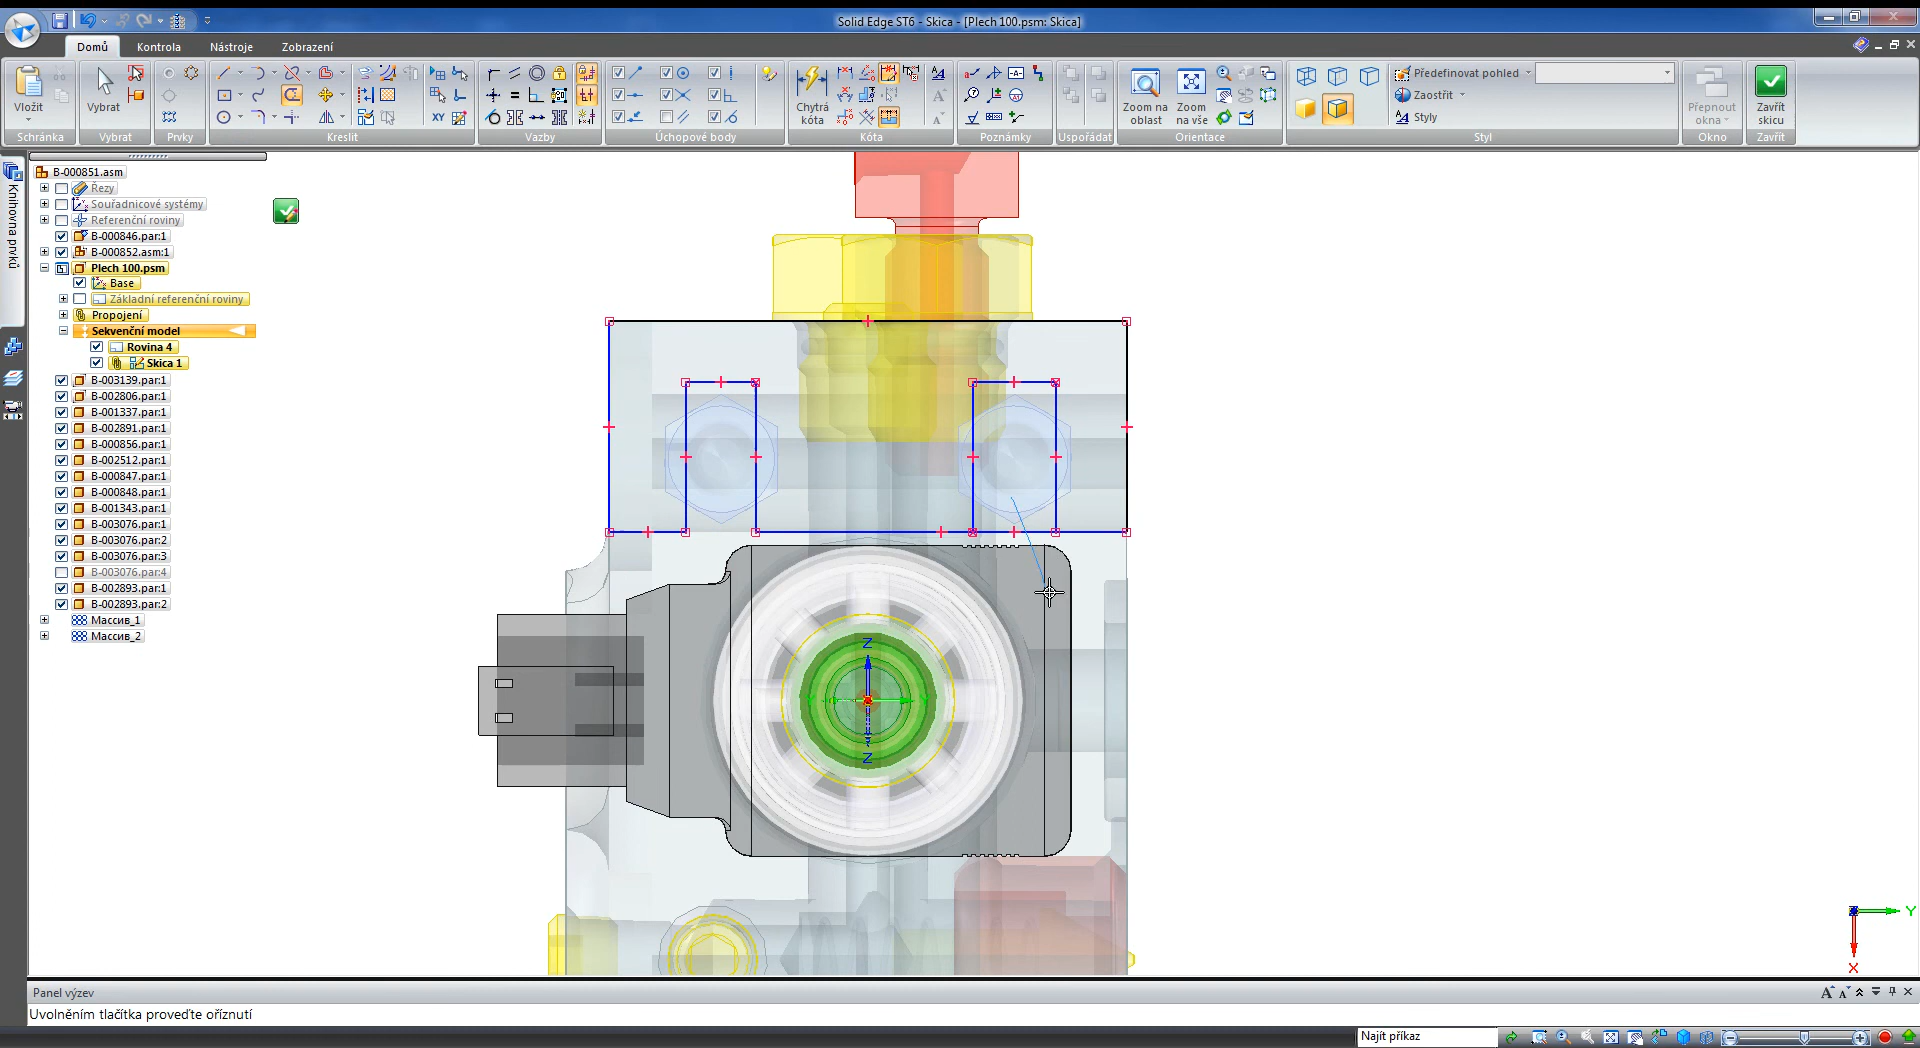 Solid Edge ST6 - Skica - [Plech 100.psm: Skica]
Domů
Kontrola
Nástroje
Zobrazení
Vložit
Vybrat
Chytrá kóta
Zoom na oblast
Zoom na vše
Předefinovat pohled
Zaostřit
Styly
Přepnout okna
Zavřít skicu
Schránka
Vybrat
Prvky
Kreslit
Vazby
Úchopové body
Kóta
Poznámky
Uspořádat
Orientace
Styl
Okno
Zavřít
Knihovna prvků
B-000851.asm
Řezy
Souřadnicové systémy
Referenční roviny
B-000846.par:1
B-000852.asm:1
Plech 100.psm
Base
Základní referenční roviny
Propojení
Sekvenční model
Rovina 4
Skica 1
B-003139.par:1
B-002806.par:1
B-001337.par:1
B-002891.par:1
B-000856.par:1
B-002512.par:1
B-000847.par:1
B-000848.par:1
B-001343.par:1
B-003076.par:1
B-003076.par:2
B-003076.par:3
B-003076.par:4
B-002893.par:1
B-002893.par:2
Массив_1
Массив_2
Z
Z
Y
X
Panel výzev
Uvolněním tlačítka proveďte oříznutí
Najít příkaz